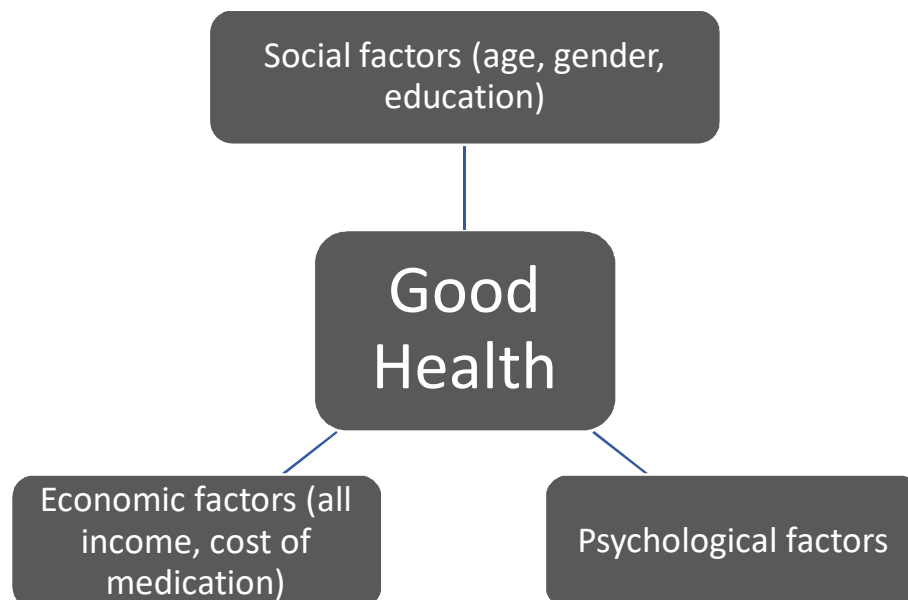 Social factors (age, gender,
education)
Good
Health
Economic factors (all
income, cost of
medication)
Psychological factors